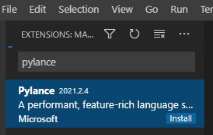 File Edit Selection View Go Run Te
EXTENSIONS: MA...
pylance
Pylance 2021.2.4
A performant, feature-rich language s...
Microsoft Install